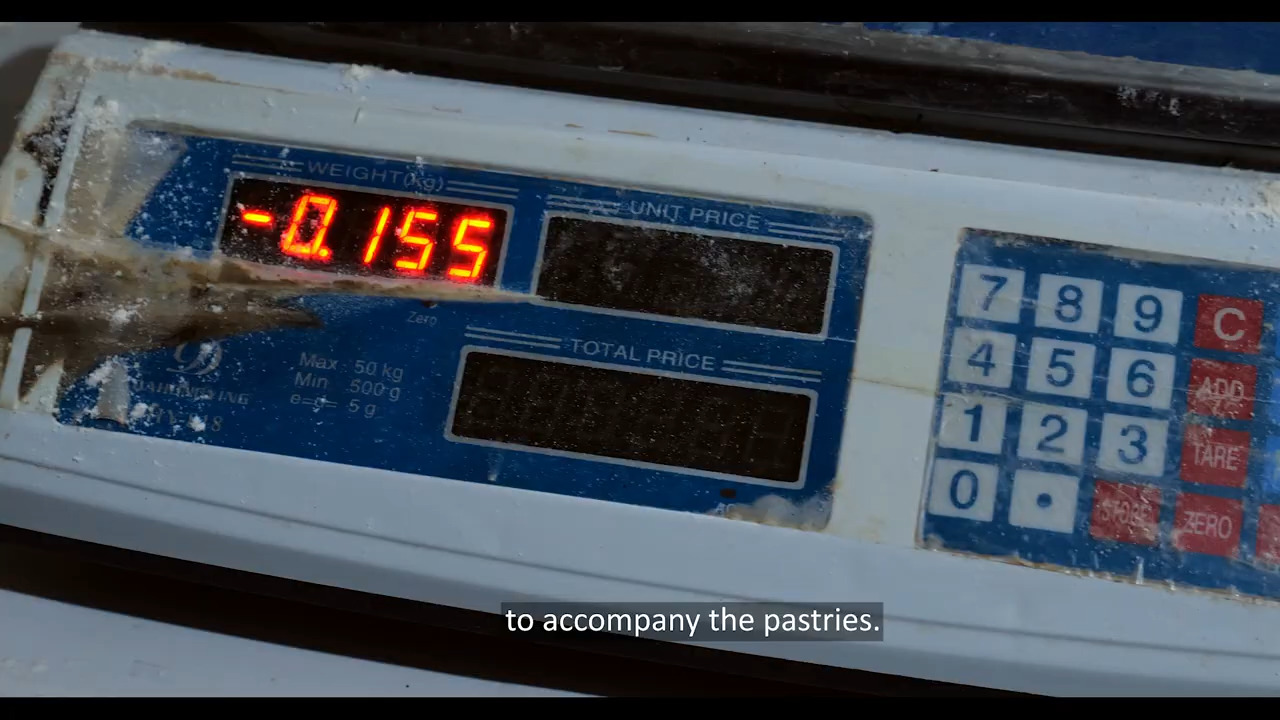 WEIGHT(kg)
-0.155
UNIT PRICE
Zero
TOTAL PRICE
Max : 50 kg
Min : 500 g
e=d= 5 g
7 8 9 C
4 5 6 ADD
1 2 3 TARE
0 . STORE ZERO
to accompany the pastries.